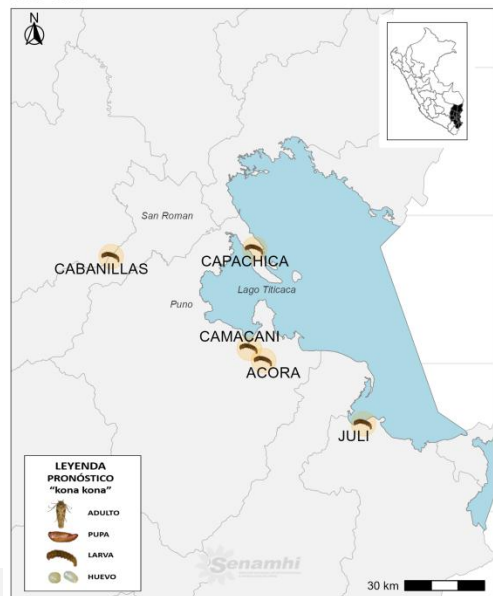 N
San Roman
CABANILLAS
CAPACHICA
Lago Titicaca
Puno
CAMACANI
ACORA
JULI
LEYENDA
PRONÓSTICO
“kona kona”
ADULTO
PUPA
LARVA
HUEVO
Senamhi
30 km